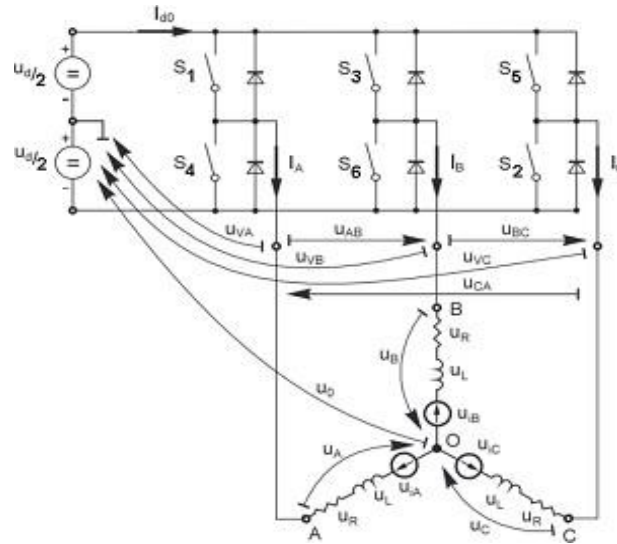 I_d0
+
u_d/2
-
+
u_d/2
-
S_1
S_3
S_5
S_4
S_6
S_2
I_A
I_B
I
u_VA
u_AB
u_BC
u_VB
u_VC
u_CA
B
u_R
u_B
u_L
u_0
u_iB
O
u_iC
u_A
u_iA
u_L
u_L
u_R
u_C
u_R
A
C